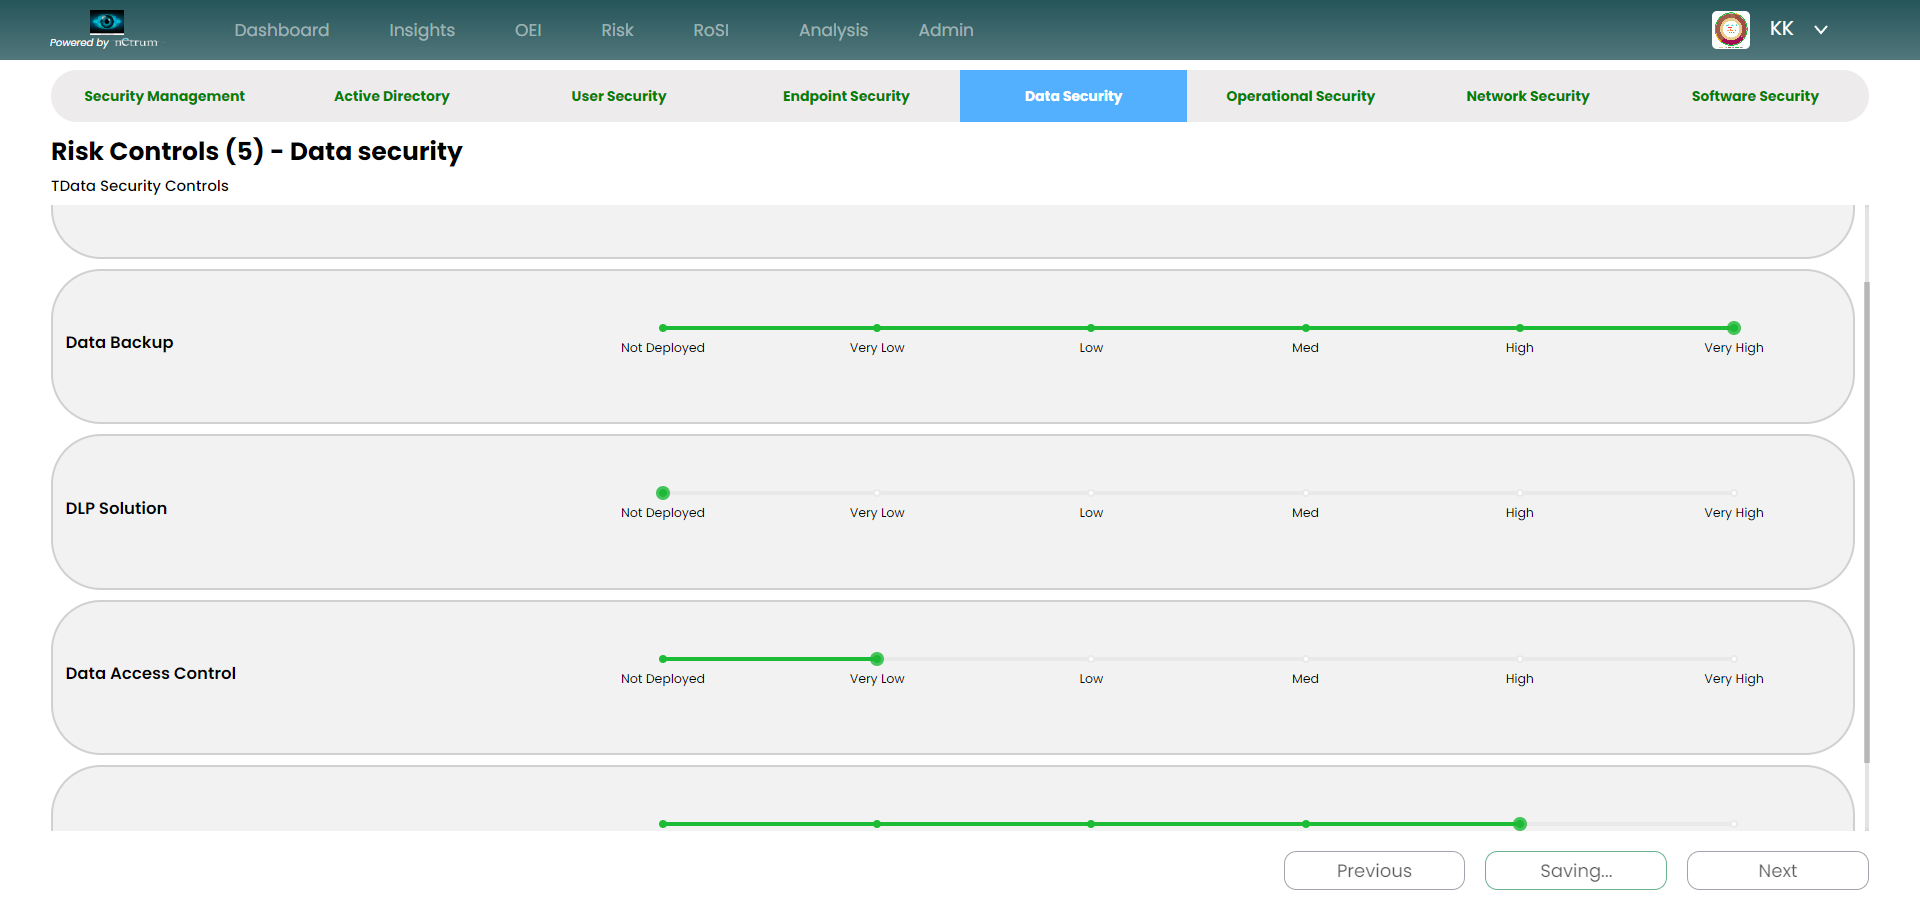 Powered by nCtrum
Dashboard Insights OEI Risk RoSI Analysis Admin KK
Security Management Active Directory User Security Endpoint Security Data Security Operational Security Network Security Software Security
Risk Controls (5) - Data security
TData Security Controls
Data Backup
Not Deployed Very Low Low Med High Very High
DLP Solution
Not Deployed Very Low Low Med High Very High
Data Access Control
Not Deployed Very Low Low Med High Very High
Previous Saving... Next